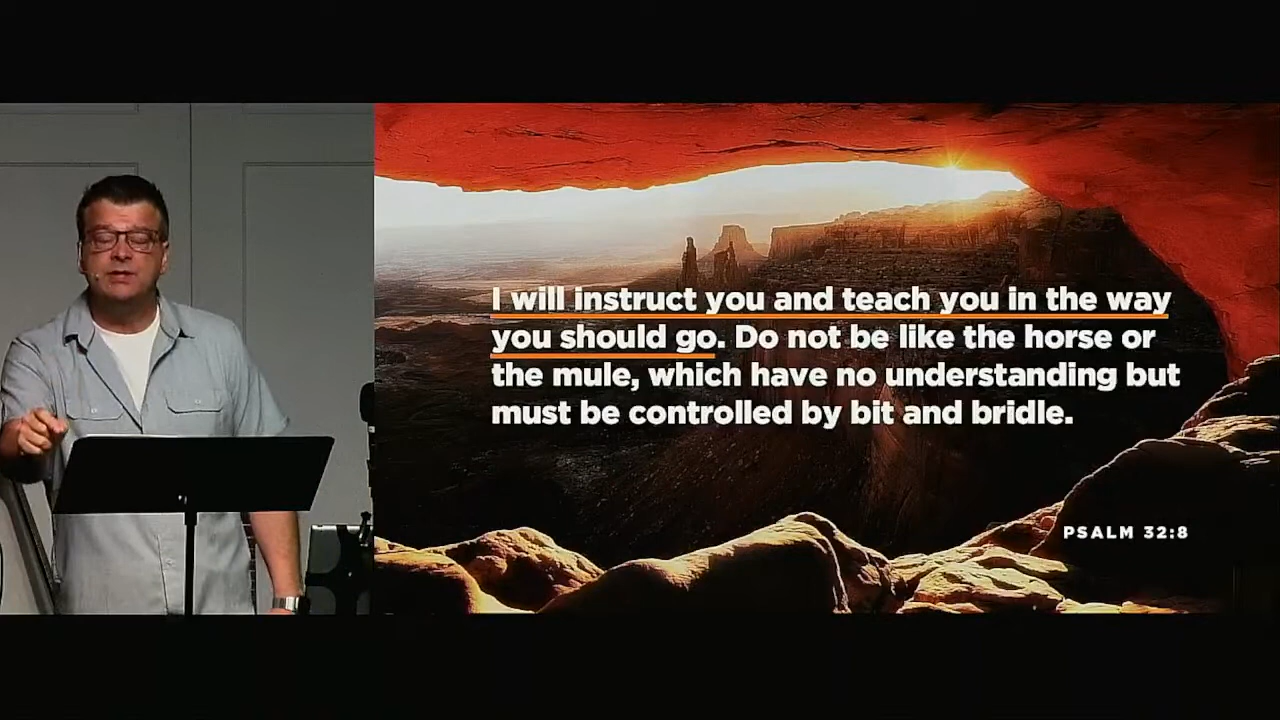 I will instruct you and teach you in the way
you should go. Do not be like the horse or
the mule, which have no understanding but
must be controlled by bit and bridle.
PSALM 32:8